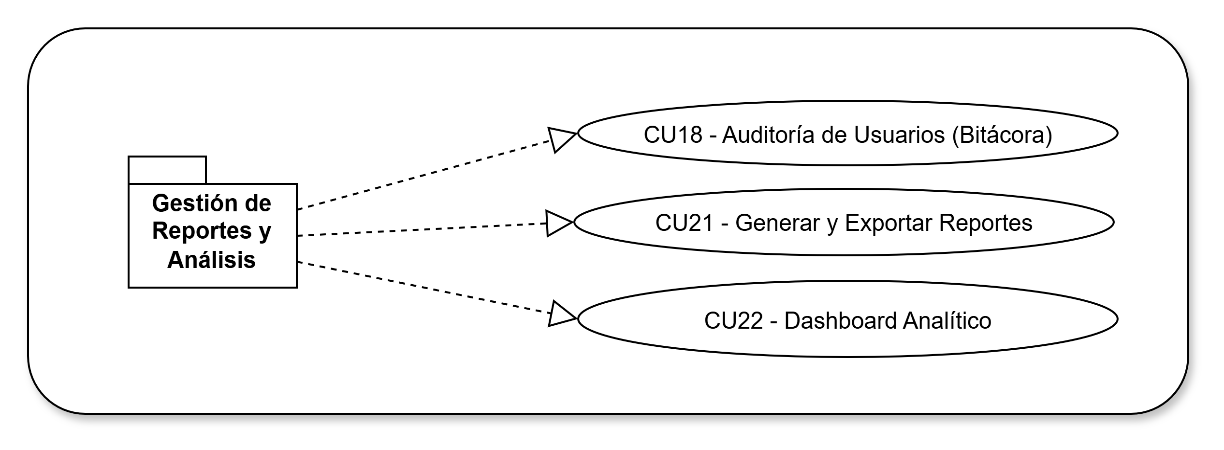 Gestión de
Reportes y
Análisis
CU18 - Auditoría de Usuarios (Bitácora)
CU21 - Generar y Exportar Reportes
CU22 - Dashboard Analítico